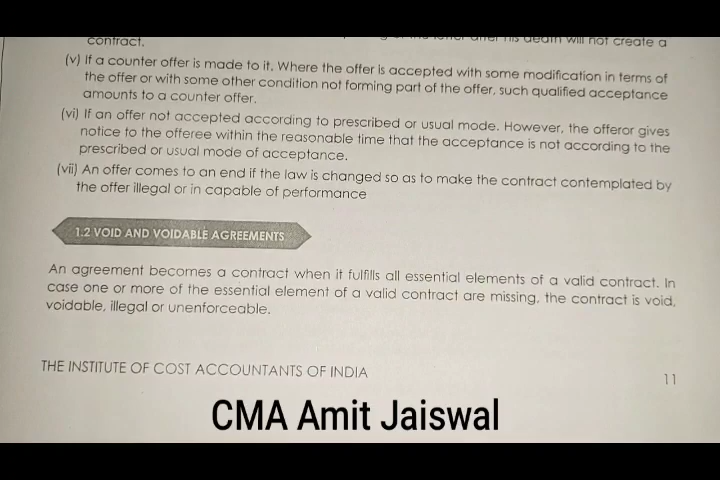 after his death will not create a
contract.
(v) If a counter offer is made to it. Where the offer is accepted with some modification in terms of
the offer or with some other condition not forming part of the offer, such qualified acceptance
amounts to a counter offer.
(vi) If an offer not accepted according to prescribed or usual mode. However, the offeror gives
notice to the offeree within the reasonable time that the acceptance is not according to the
prescribed or usual mode of acceptance.
(vii) An offer comes to an end if the law is changed so as to make the contract contemplated by
the offer illegal or in capable of performance
1.2 VOID AND VOIDABLE AGREEMENTS
An agreement becomes a contract when it fulfills all essential elements of a valid contract. In
case one or more of the essential element of a valid contract are missing, the contract is void,
voidable, illegal or unenforceable.
THE INSTITUTE OF COST ACCOUNTANTS OF INDIA
11
CMA Amit Jaiswal